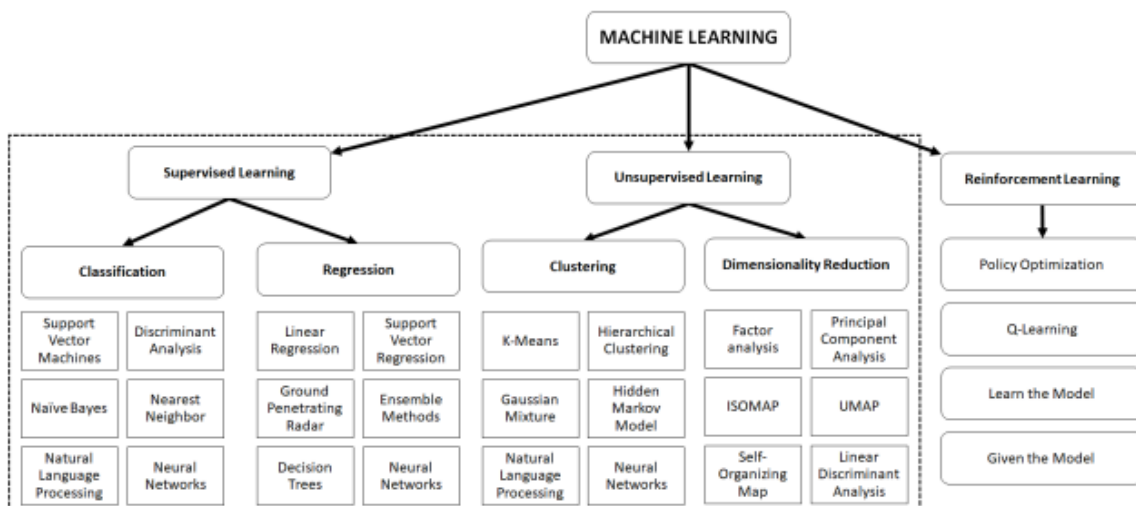 MACHINE LEARNING
Supervised Learning
Unsupervised Learning
Reinforcement Learning
Classification
Regression
Clustering
Dimensionality Reduction
Policy Optimization
Q-Learning
Learn the Model
Given the Model
Support
Vector
Machines
Discriminant
Analysis
Naïve Bayes
Nearest
Neighbor
Natural
Language
Processing
Neural
Networks
Linear
Regression
Support
Vector
Regression
Ground
Penetrating
Radar
Ensemble
Methods
Decision
Trees
Neural
Networks
K-Means
Hierarchical
Clustering
Gaussian
Mixture
Hidden
Markov
Model
Natural
Language
Processing
Neural
Networks
Factor
analysis
Principal
Component
Analysis
ISOMAP
UMAP
Self-
Organizing
Map
Linear
Discriminant
Analysis